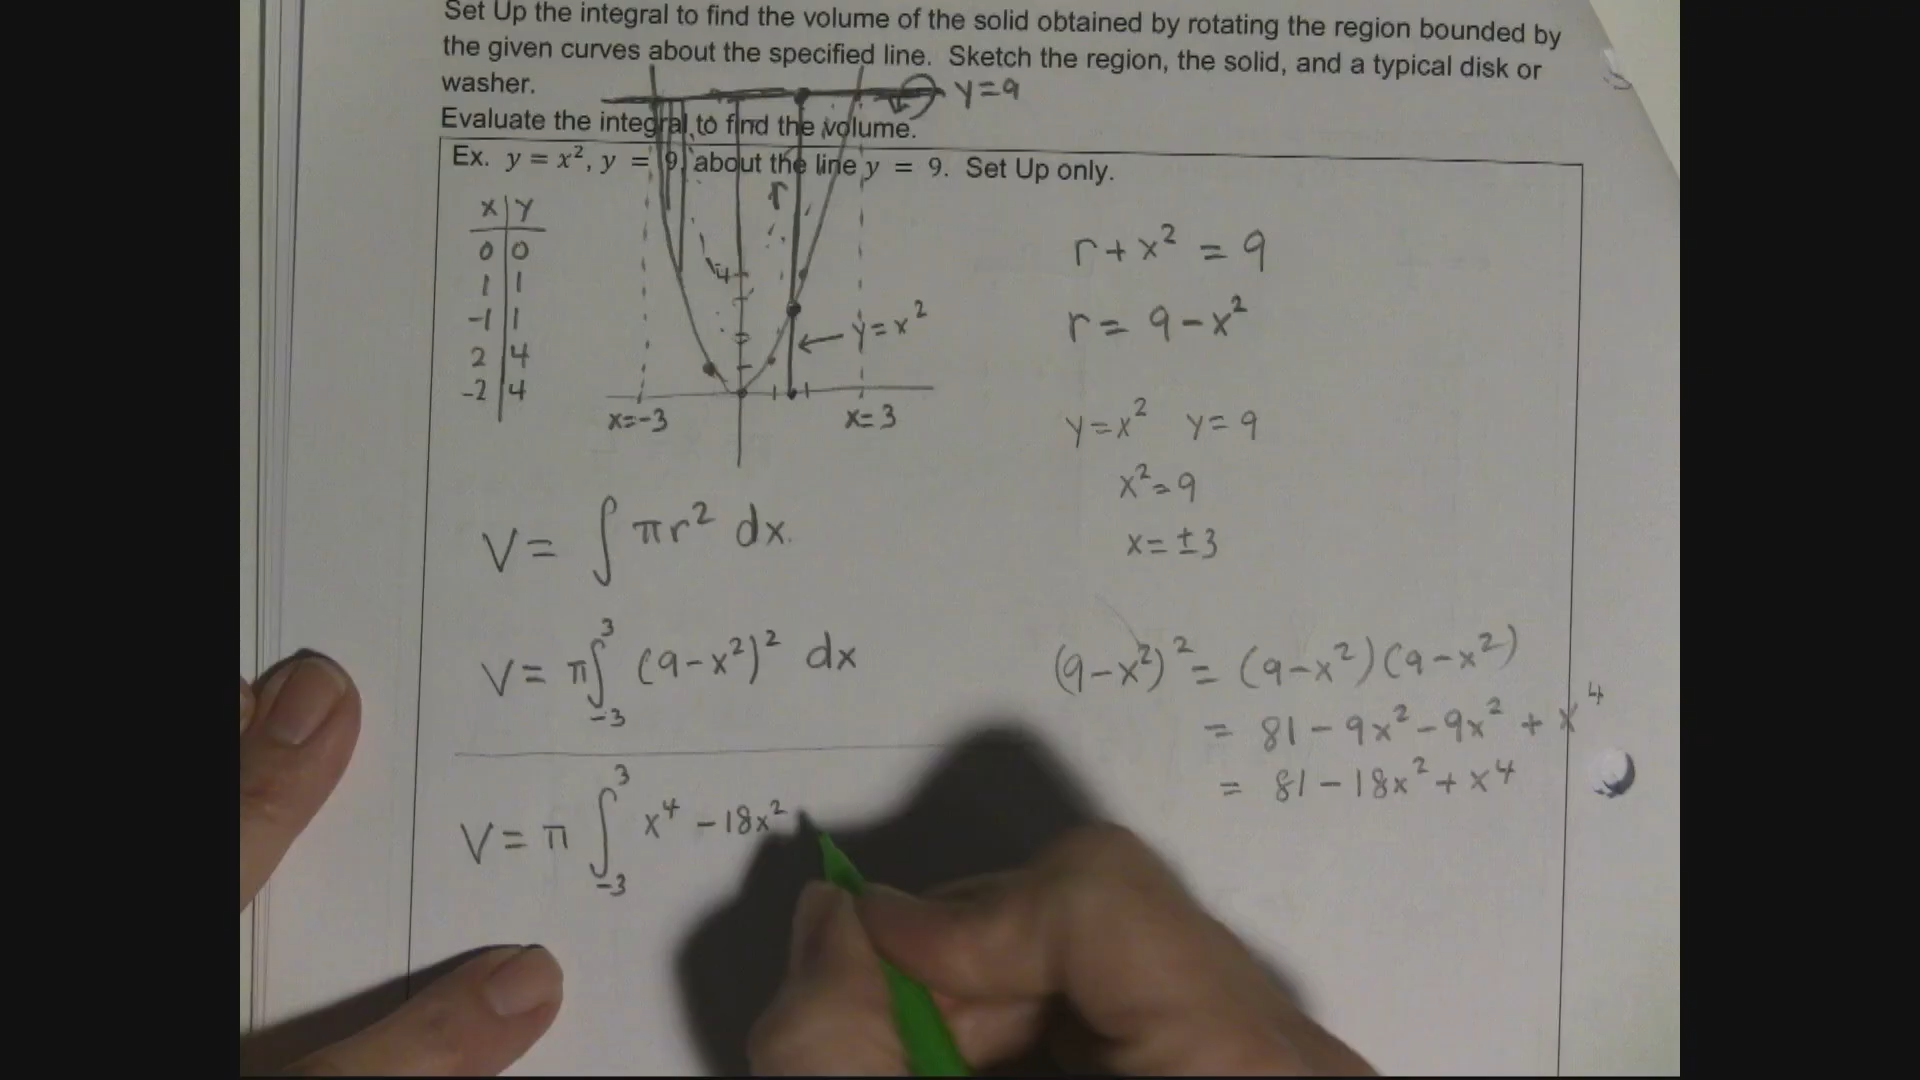 Set Up the integral to find the volume of the solid obtained by rotating the region bounded by
the given curves about the specified line. Sketch the region, the solid, and a typical disk or
washer.
y=9
Evaluate the integral to find the volume.
Ex. y = x², y = 9, about the line y = 9. Set Up only.
x | y
0 | 0
1 | 1
-1 | 1
2 | 4
-2 | 4
r
4
y=x²
x=-3
x=3
r+x² = 9
r = 9-x²
y=x² y=9
x²=9
x=±3
V= ∫ πr² dx
V= π∫₋₃³ (9-x²)² dx
(9-x²)² = (9-x²)(9-x²)
= 81-9x²-9x²+x⁴
= 81-18x²+x⁴
V= π ∫₋₃³ x⁴ -18x²